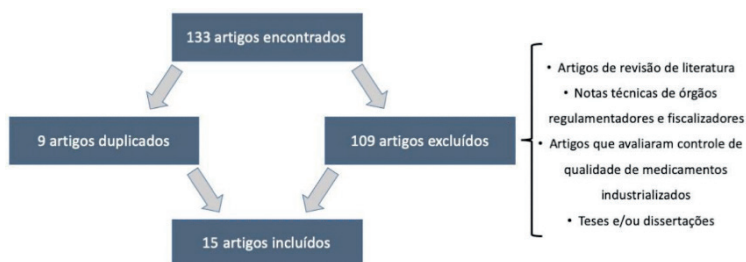 133 artigos encontrados
9 artigos duplicados
109 artigos excluídos
• Artigos de revisão de literatura
• Notas técnicas de órgãos
regulamentadores e fiscalizadores
• Artigos que avaliaram controle de
qualidade de medicamentos
industrializados
• Teses e/ou dissertações
15 artigos incluídos